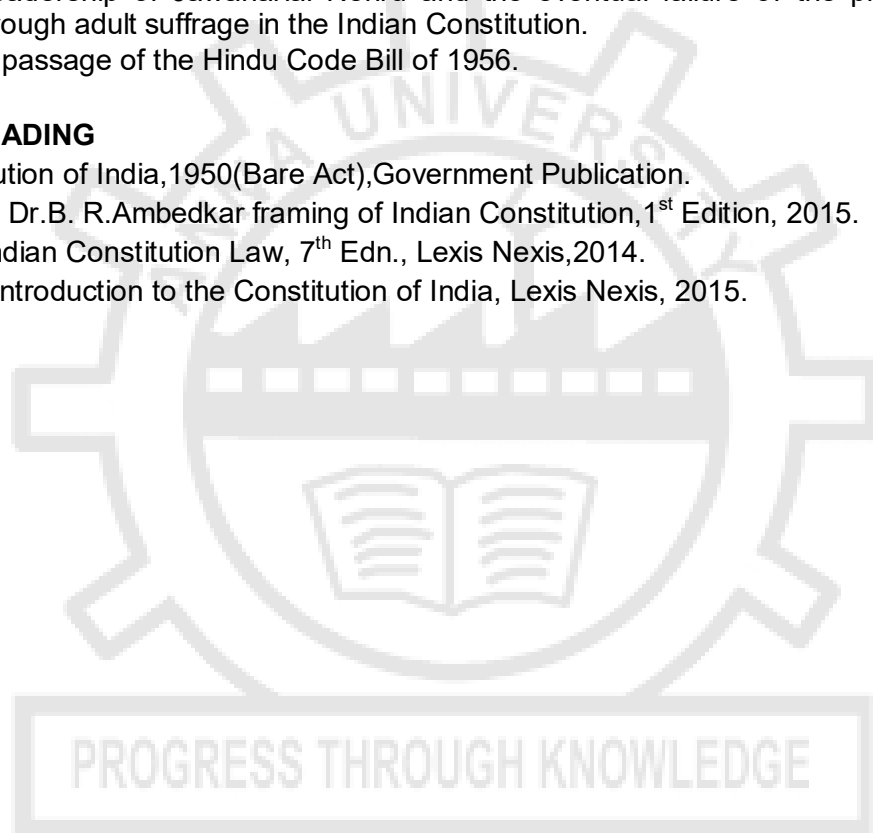 through adult suffrage in the Indian Constitution.
passage of the Hindu Code Bill of 1956.
ADING
ution of India,1950(Bare Act),Government Publication.
Dr.B. R.Ambedkar framing of Indian Constitution,1st Edition, 2015.
ndian Constitution Law, 7th Edn., Lexis Nexis,2014.
ntroduction to the Constitution of India, Lexis Nexis, 2015.
ANNA UNIVERSITY
PROGRESS THROUGH KNOWLEDGE